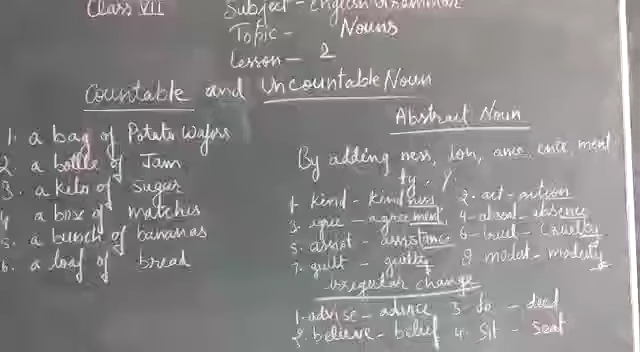 Class VII
Subject - English Grammar
Topic - Nouns
Lesson - 2
Countable and Uncountable Noun
1. a bag of Potato Wafers
2. a bottle of Jam
3. a kilo of sugar
4. a box of matches
5. a bunch of bananas
6. a loaf of bread
Abstract Noun
By adding ness, ion, ance, ence, ment
ty, y
1. kind - kindness 2. act - action
3. agree - agreement 4. absent - absence
5. assist - assistance 6. cruel - cruelty
7. guilt - guilty 8. modest - modesty
Irregular change
1. advise - advice 3. do - deed
2. believe - belief 4. sit - seat